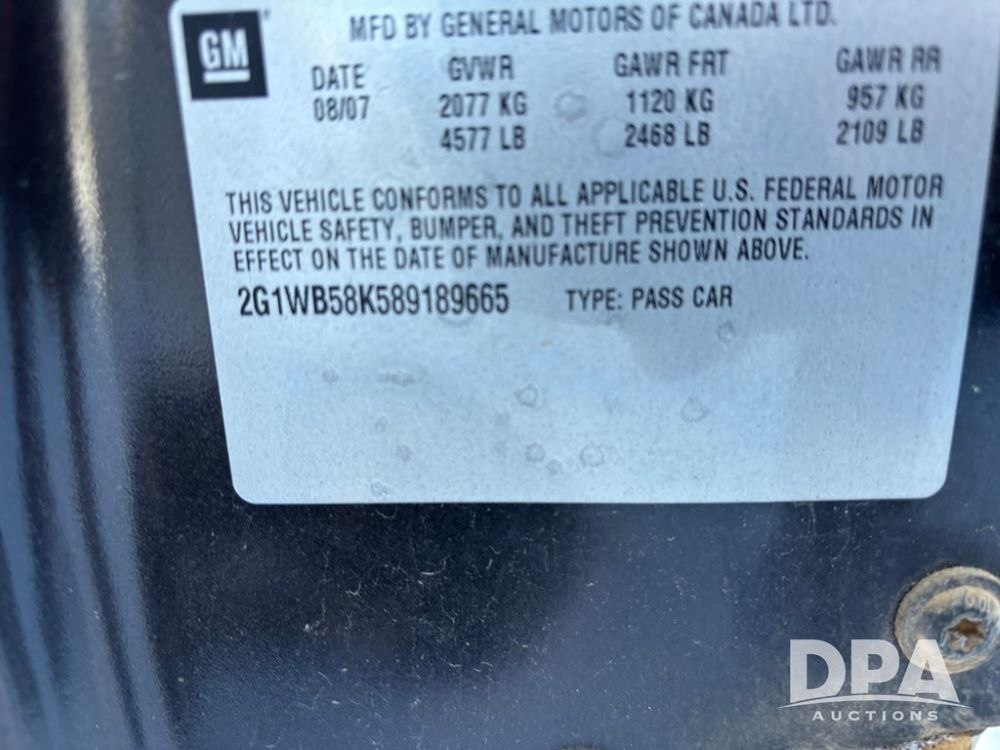 GM
MFD BY GENERAL MOTORS OF CANADA LTD.
DATE GVWR GAWR FRT GAWR RR
08/07 2077 KG 1120 KG 957 KG
4577 LB 2468 LB 2109 LB
THIS VEHICLE CONFORMS TO ALL APPLICABLE U.S. FEDERAL MOTOR
VEHICLE SAFETY, BUMPER, AND THEFT PREVENTION STANDARDS IN
EFFECT ON THE DATE OF MANUFACTURE SHOWN ABOVE.
2G1WB58K589189665 TYPE: PASS CAR
DPA
AUCTIONS